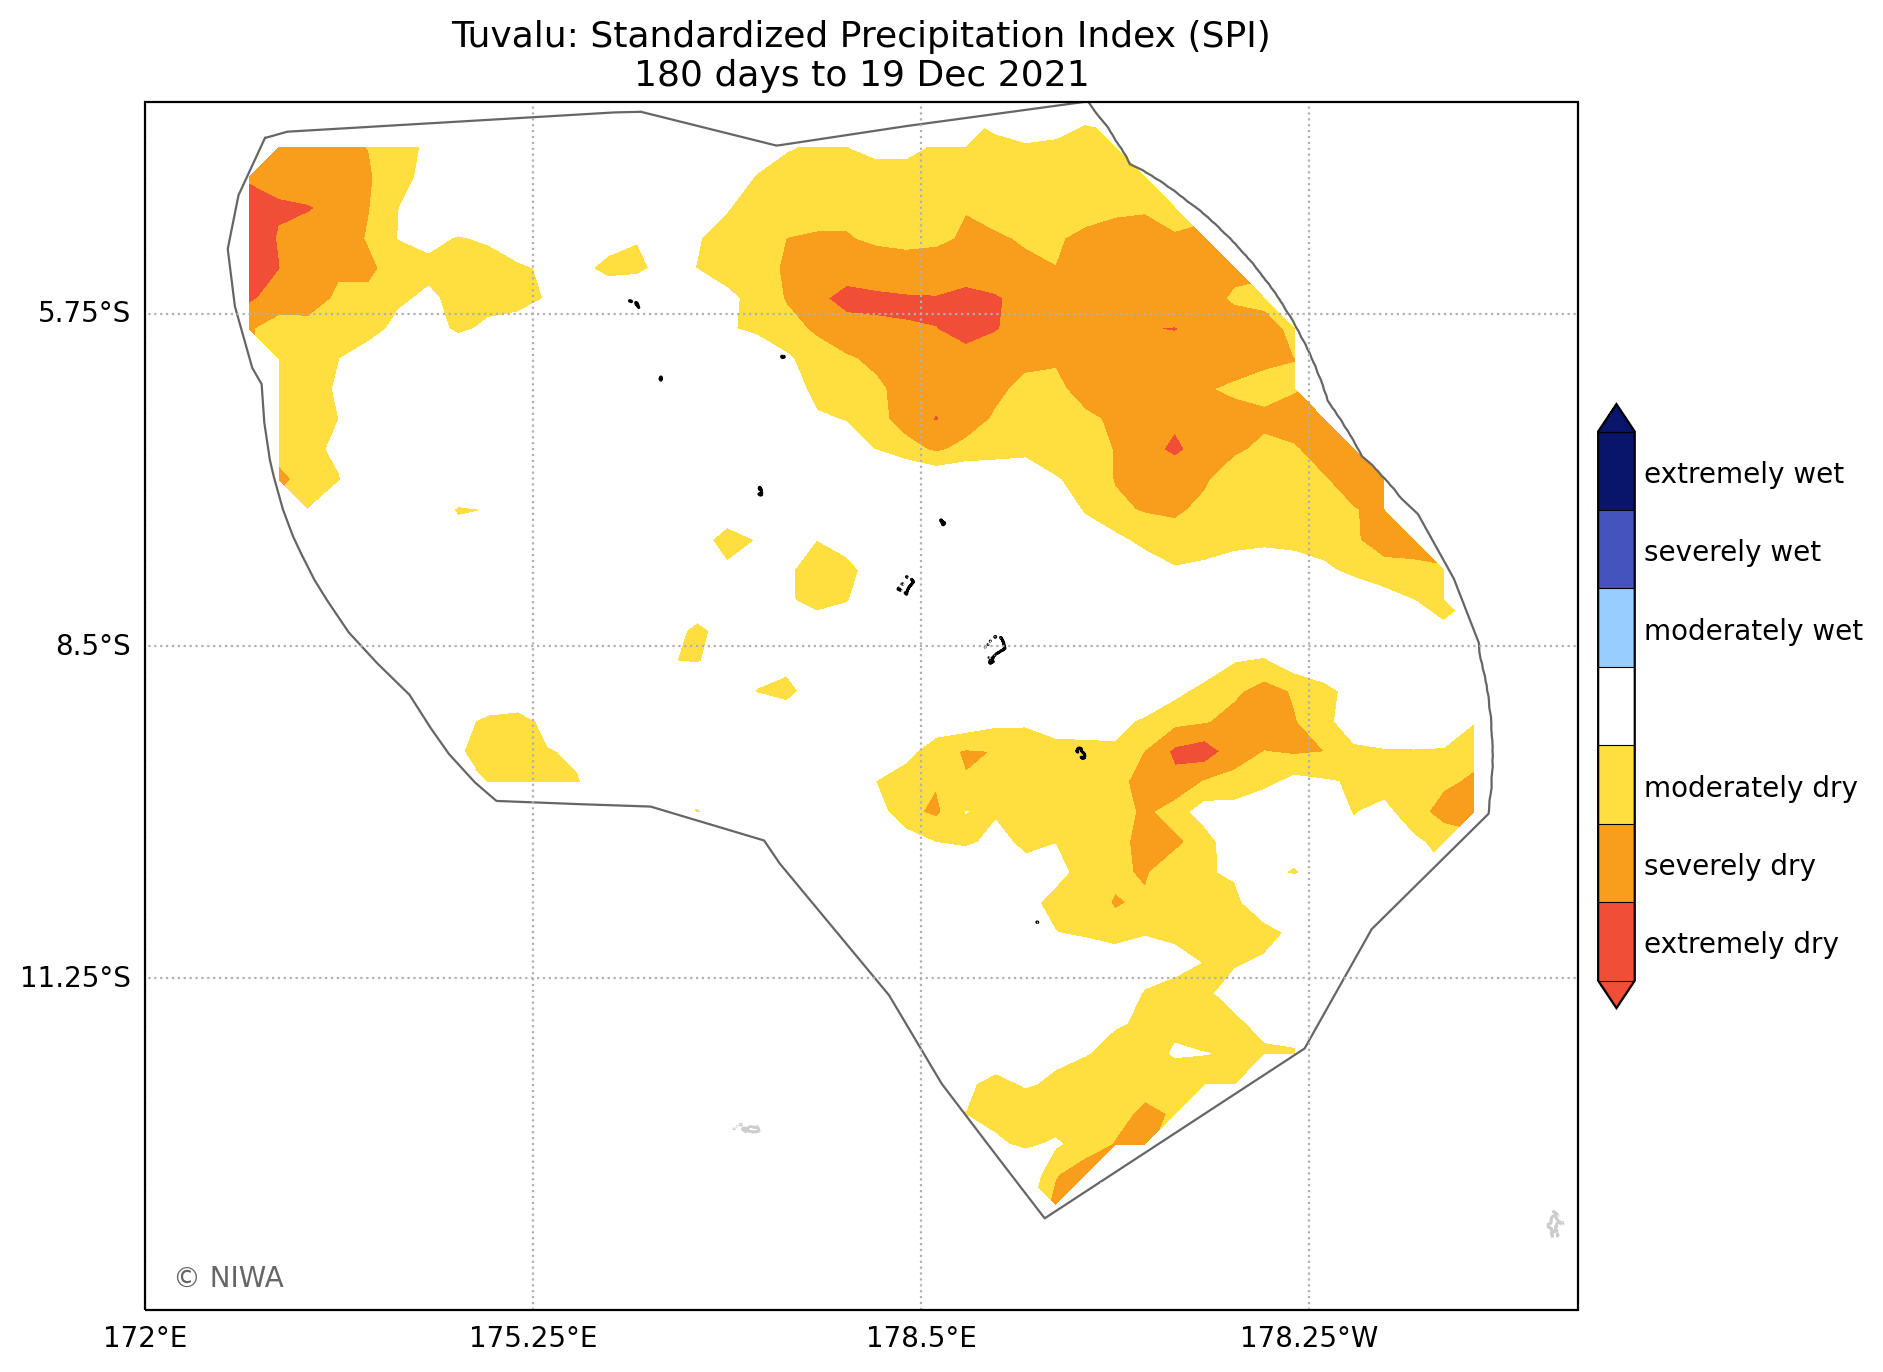 Tuvalu: Standardized Precipitation Index (SPI)
180 days to 19 Dec 2021
5.75°S
8.5°S
11.25°S
172°E
175.25°E
178.5°E
178.25°W
© NIWA
extremely wet
severely wet
moderately wet
moderately dry
severely dry
extremely dry